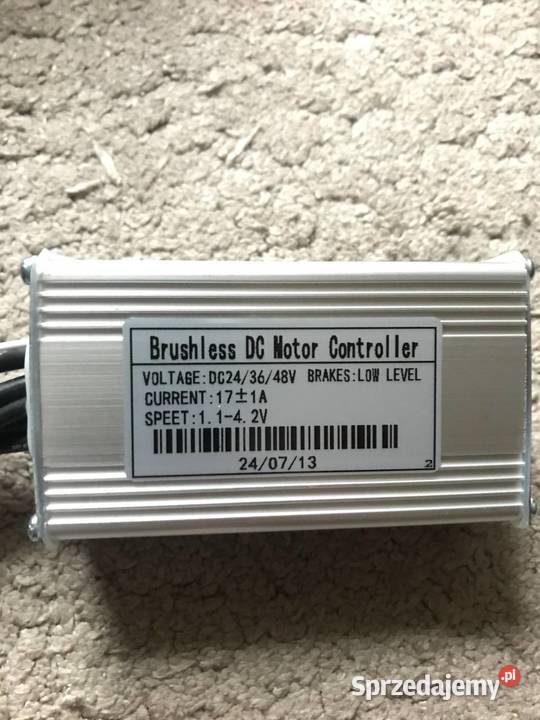 Brushless DC Motor Controller
VOLTAGE:DC24/36/48V BRAKES:LOW LEVEL
CURRENT:17±1A
SPEET:1.1-4.2V
24/07/13
2
Sprzedajemy.pl